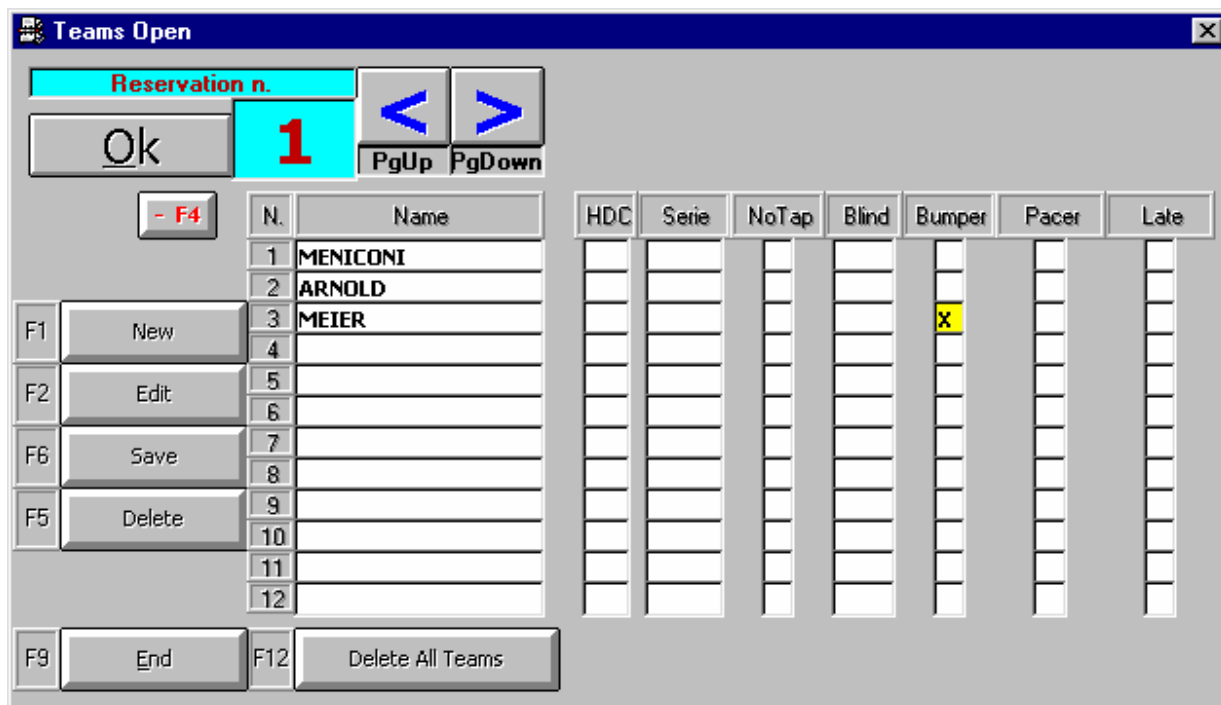 Teams Open
Reservation n.
Ok 1 < >
PgUp PgDown
- F4 N. Name HDC Serie NoTap Blind Bumper Pacer Late
1 MENICONI
2 ARNOLD
F1 New 3 MEIER X
4
F2 Edit 5
6
F6 Save 7
8
F5 Delete 9
10
11
12
F9 End F12 Delete All Teams